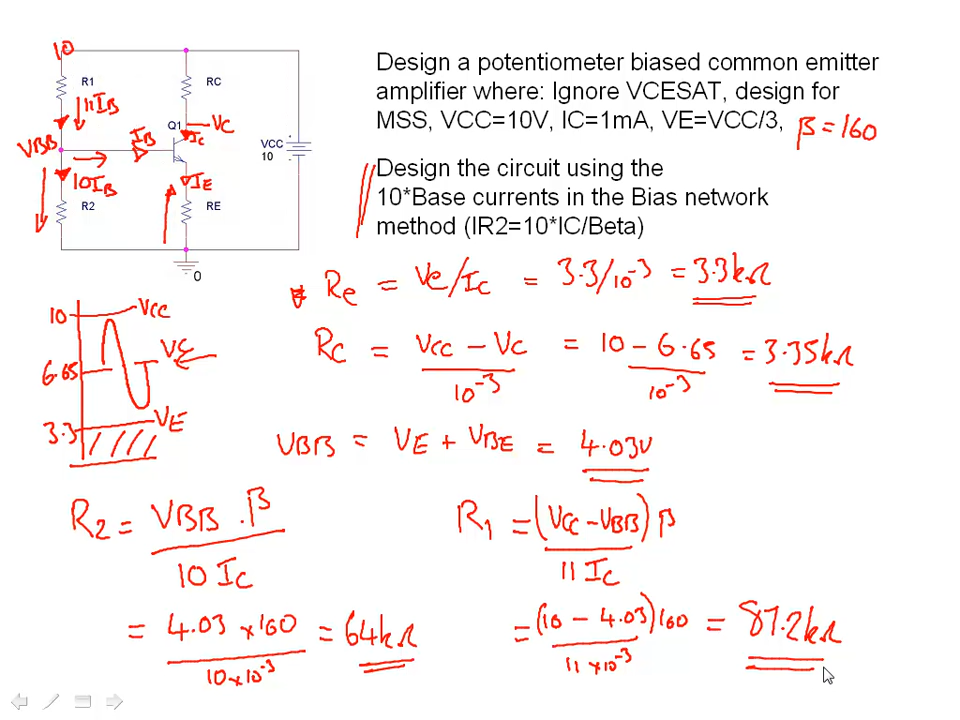 10
R1
RC
11IB
VBB
IB
Q1
IC
VC
VCC
10
10IB
R2
IE
RE
0
Design a potentiometer biased common emitter
amplifier where: Ignore VCESAT, design for
MSS, VCC=10V, IC=1mA, VE=VCC/3, β=160
Design the circuit using the
10*Base currents in the Bias network
method (IR2=10*IC/Beta)
Re = Ve/Ic = 3.3/10⁻³ = 3.3kΩ
10 VCC
VC
6.65
VE
3.3
RC = VCC - VC / 10⁻³ = 10 - 6.65 / 10⁻³ = 3.35kΩ
VBB = VE + VBE = 4.03V
R2 = VBB . β / 10 IC
= 4.03 x 160 / 10x10⁻³ = 64kΩ
R1 = (VCC - VBB) β / 11 IC
= (10 - 4.03)160 / 11x10⁻³ = 87.2kΩ